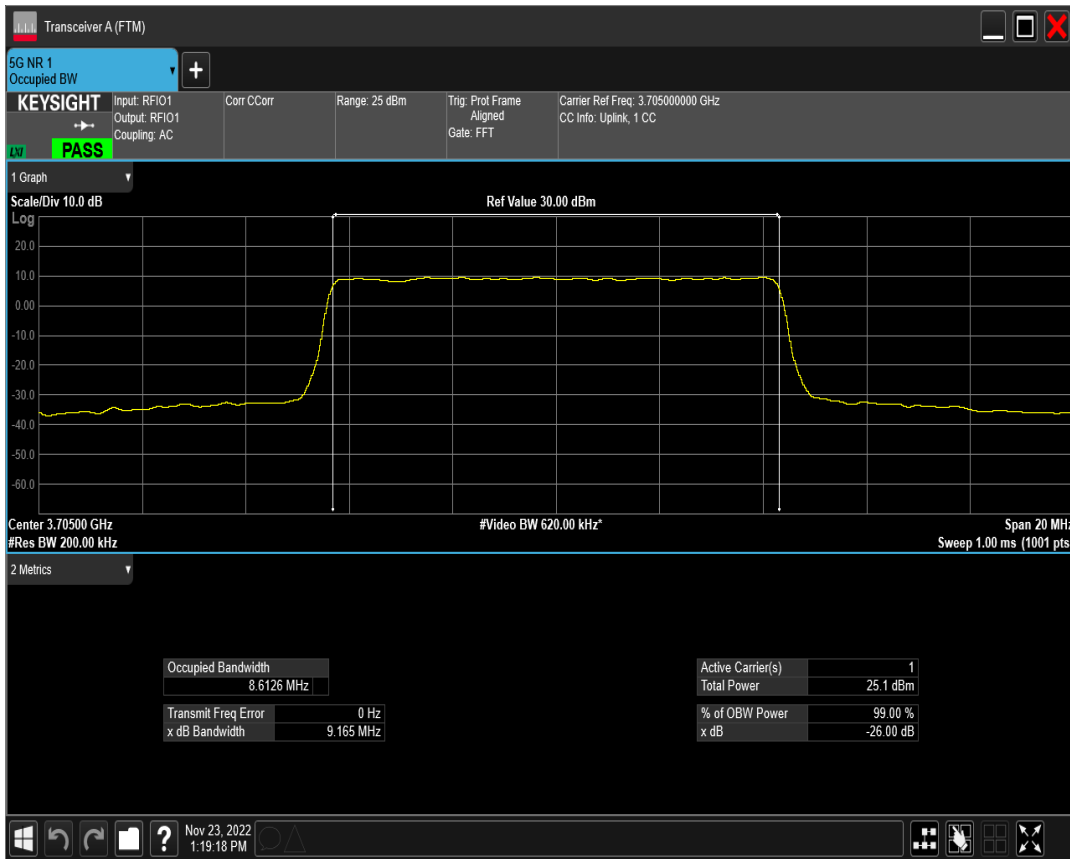 Transceiver A (FTM)
5G NR 1
Occupied BW
+
KEYSIGHT
LXI
PASS
Input: RFIO1
Output: RFIO1
Coupling: AC
Corr CCorr
Range: 25 dBm
Trig: Prot Frame
Aligned
Gate: FFT
Carrier Ref Freq: 3.705000000 GHz
CC Info: Uplink, 1 CC
1 Graph
Scale/Div 10.0 dB
Ref Value 30.00 dBm
Log
20.0
10.0
0.00
-10.0
-20.0
-30.0
-40.0
-50.0
-60.0
Center 3.70500 GHz
#Video BW 620.00 kHz*
Span 20 MHz
#Res BW 200.00 kHz
Sweep 1.00 ms (1001 pts
2 Metrics
Occupied Bandwidth
8.6126 MHz
Transmit Freq Error 0 Hz
x dB Bandwidth 9.165 MHz
Active Carrier(s) 1
Total Power 25.1 dBm
% of OBW Power 99.00 %
x dB -26.00 dB
?
Nov 23, 2022
1:19:18 PM